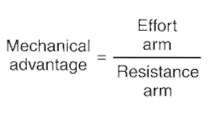 Mechanical
advantage
=
Effort
arm
Resistance
arm